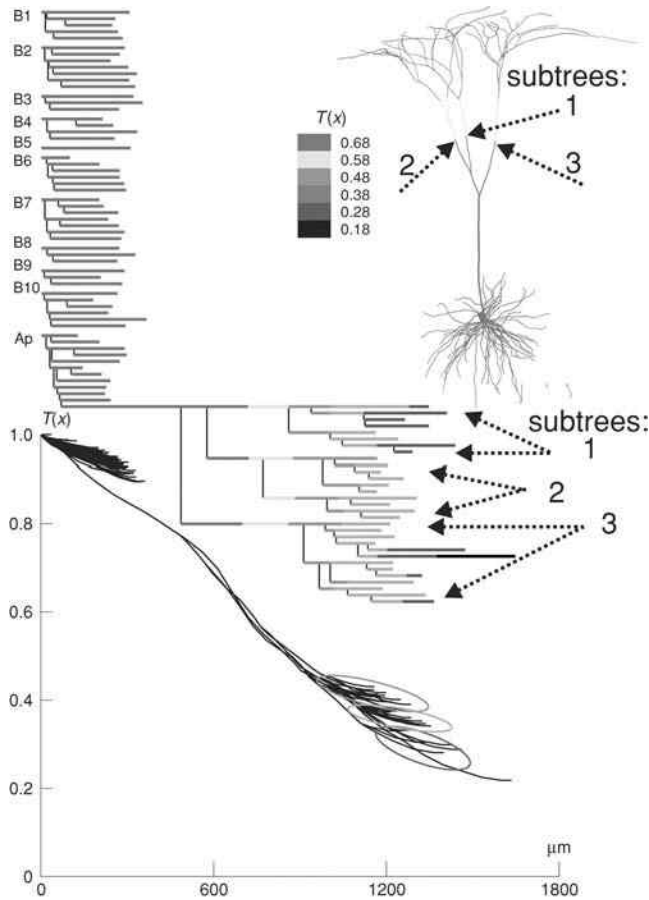 B1
B2
B3
B4
B5
B6
B7
B8
B9
B10
Ap
subtrees:
1
2
3
T(x)
0.68
0.58
0.48
0.38
0.28
0.18
subtrees:
1
2
3
T(x)
1.0
0.8
0.6
0.4
0.2
0
μm
0
600
1200
1800